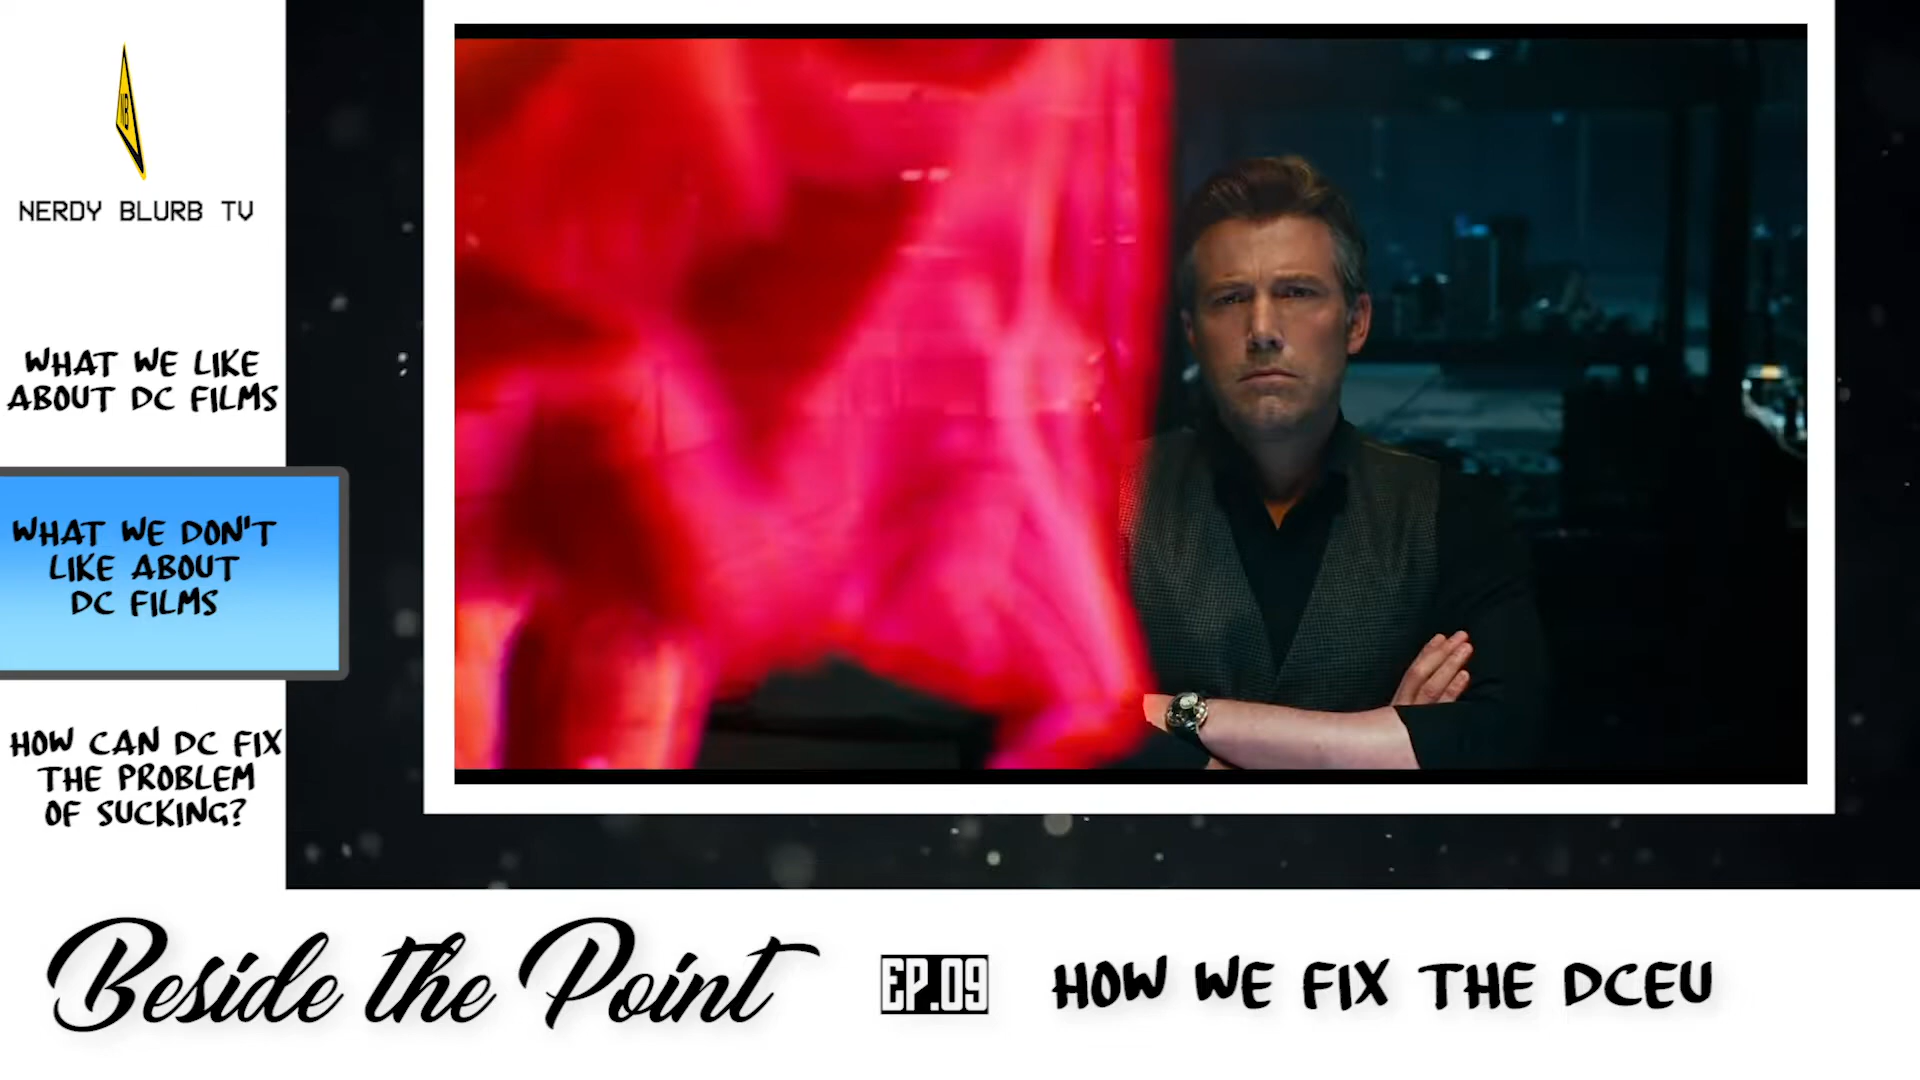 NERDY BLURB TV
WHAT WE LIKE
ABOUT DC FILMS
WHAT WE DON'T
LIKE ABOUT
DC FILMS
HOW CAN DC FIX
THE PROBLEM
OF SUCKING?
Beside the Point
EP.09
HOW WE FIX THE DCEU